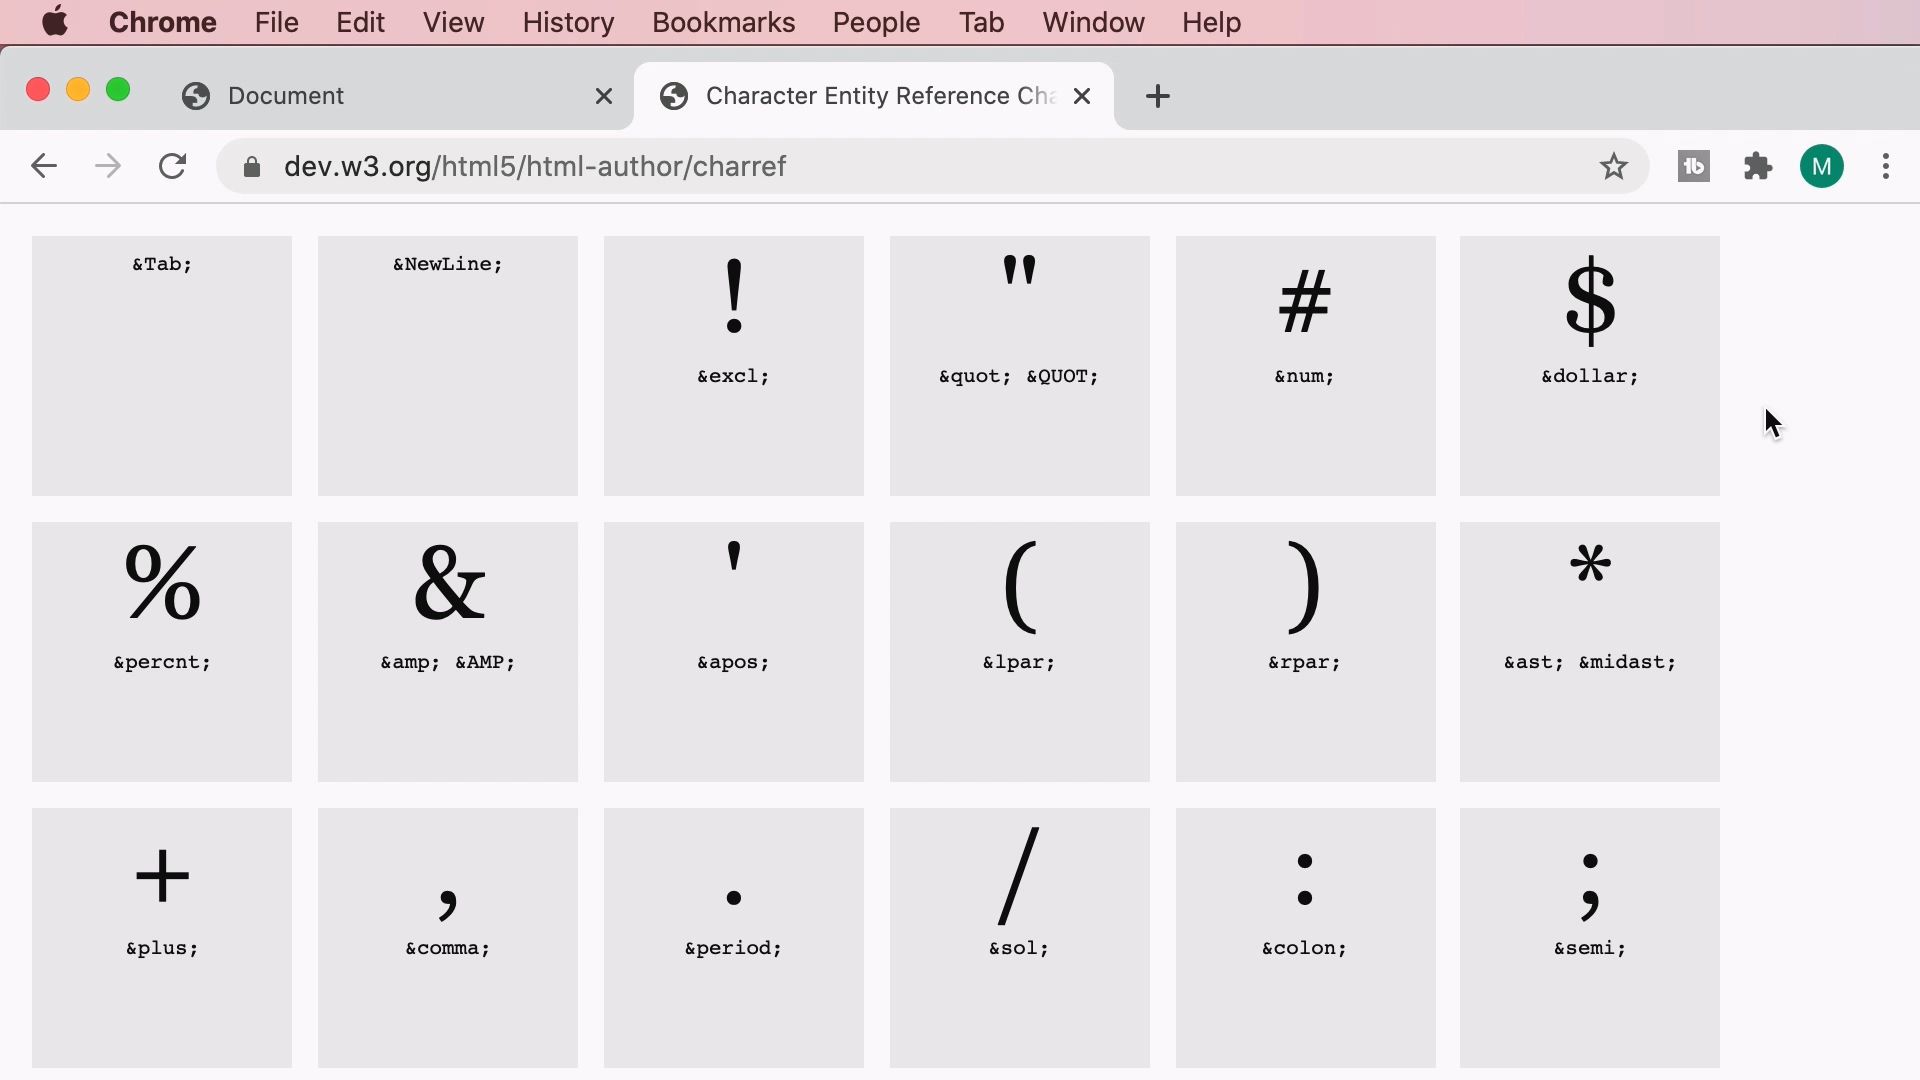 Chrome File Edit View History Bookmarks People Tab Window Help
Document
Character Entity Reference Cha
dev.w3.org/html5/html-author/charref
M
&Tab; &NewLine; ! " # $
&excl; &quot; &QUOT; &num; &dollar;
% & ' ( ) *
&percnt; &amp; &AMP; &apos; &lpar; &rpar; &ast; &midast;
+ , . / : ;
&plus; &comma; &period; &sol; &colon; &semi;